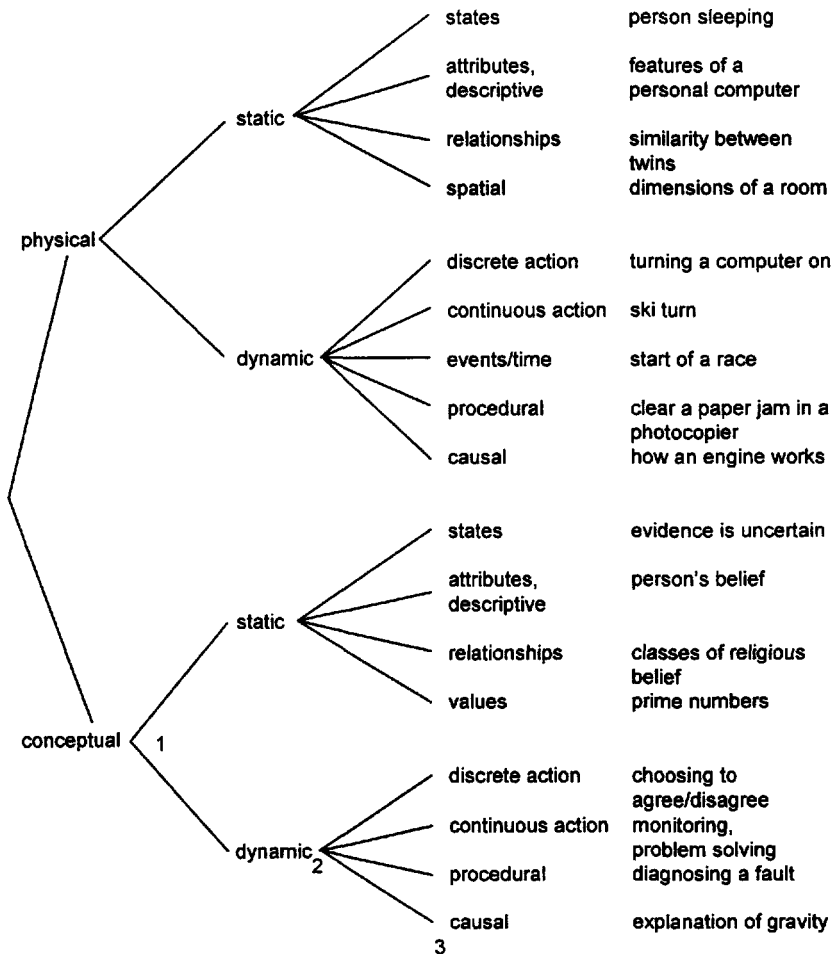 states person sleeping
attributes, features of a
descriptive personal computer
static
relationships similarity between
twins
spatial dimensions of a room
physical
discrete action turning a computer on
continuous action ski turn
dynamic events/time start of a race
procedural clear a paper jam in a
photocopier
causal how an engine works
states evidence is uncertain
attributes, person's belief
descriptive
static
relationships classes of religious
belief
values prime numbers
conceptual 1
discrete action choosing to
agree/disagree
continuous action monitoring,
problem solving
dynamic 2
procedural diagnosing a fault
causal explanation of gravity
3